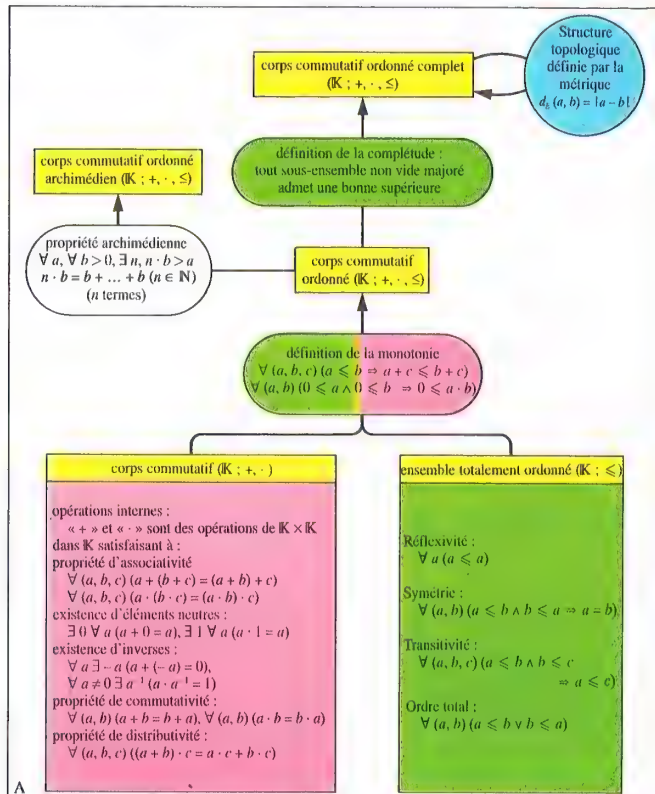 Structure
topologique
définie par la
métrique
d_k (a, b) = |a – b|
corps commutatif ordonné complet
(𝕂 ; +, · , ≤)
définition de la complétude :
tout sous-ensemble non vide majoré
admet une bonne supérieure
corps commutatif ordonné
archimédien (𝕂 ; +, · , ≤)
propriété archimédienne
∀ a, ∀ b > 0, ∃ n, n · b > a
n · b = b + ... + b (n ∈ ℕ)
(n termes)
corps commutatif
ordonné (𝕂 ; +, · , ≤)
définition de la monotonie
∀ (a, b, c) (a ⩽ b ⇒ a + c ⩽ b + c)
∀ (a, b) (0 ⩽ a ∧ 0 ⩽ b ⇒ 0 ⩽ a · b)
corps commutatif (𝕂 ; +, · )
opérations internes :
« + » et « · » sont des opérations de 𝕂 × 𝕂
dans 𝕂 satisfaisant à :
propriété d'associativité
∀ (a, b, c) (a + (b + c) = (a + b) + c)
∀ (a, b, c) (a · (b · c) = (a · b) · c)
existence d'éléments neutres :
∃ 0 ∀ a (a + 0 = a), ∃ 1 ∀ a (a · 1 = a)
existence d'inverses :
∀ a ∃ – a (a + (– a) = 0),
∀ a ≠ 0 ∃ a⁻¹ (a · a⁻¹ = 1)
propriété de commutativité :
∀ (a, b) (a + b = b + a), ∀ (a, b) (a · b = b · a)
propriété de distributivité :
∀ (a, b, c) ((a + b) · c = a · c + b · c)
ensemble totalement ordonné (𝕂 ; ⩽)
Réflexivité :
∀ a (a ⩽ a)
Symétrie :
∀ (a, b) (a ⩽ b ∧ b ⩽ a ⇒ a = b)
Transitivité :
∀ (a, b, c) (a ⩽ b ∧ b ⩽ c
⇒ a ⩽ c)
Ordre total :
∀ (a, b) (a ⩽ b ∨ b ⩽ a)
A